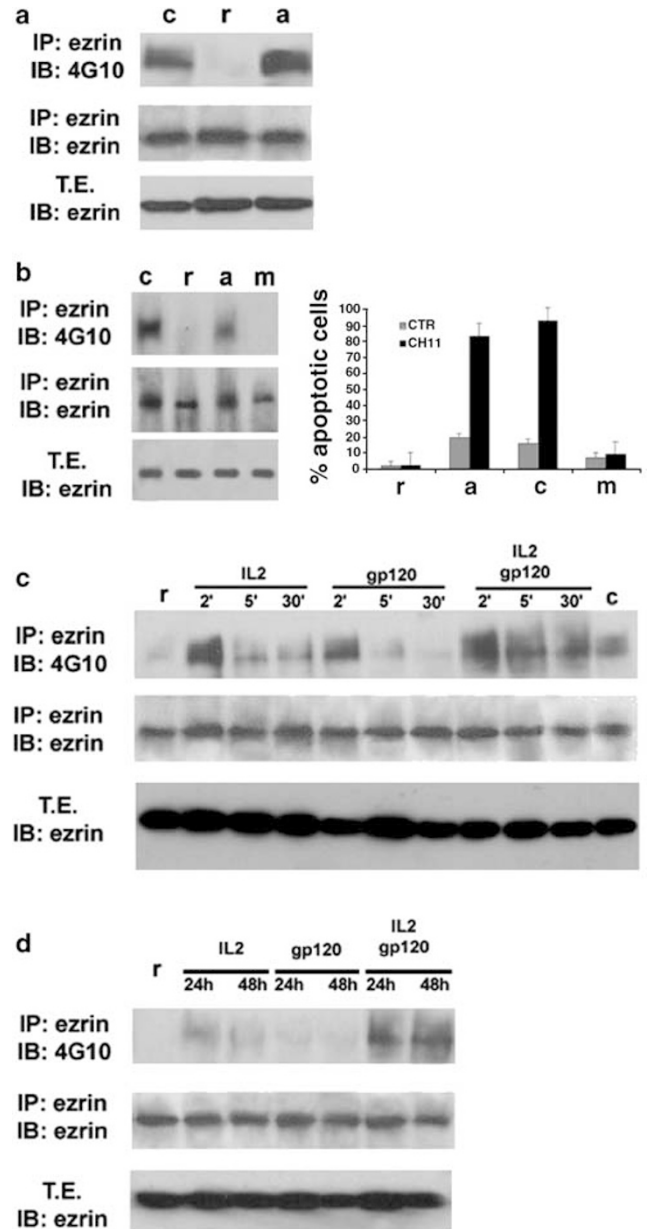 a
c r a
IP: ezrin
IB: 4G10
IP: ezrin
IB: ezrin
T.E.
IB: ezrin
b
c r a m
IP: ezrin
IB: 4G10
IP: ezrin
IB: ezrin
T.E.
IB: ezrin
% apoptotic cells
100
90
80
70
60
50
40
30
20
10
0
CTR
CH11
r a c m
c
r IL2 gp120 IL2 gp120 c
2' 5' 30' 2' 5' 30' 2' 5' 30'
IP: ezrin
IB: 4G10
IP: ezrin
IB: ezrin
T.E.
IB: ezrin
d
r IL2 gp120 IL2 gp120
24h 48h 24h 48h 24h 48h
IP: ezrin
IB: 4G10
IP: ezrin
IB: ezrin
T.E.
IB: ezrin